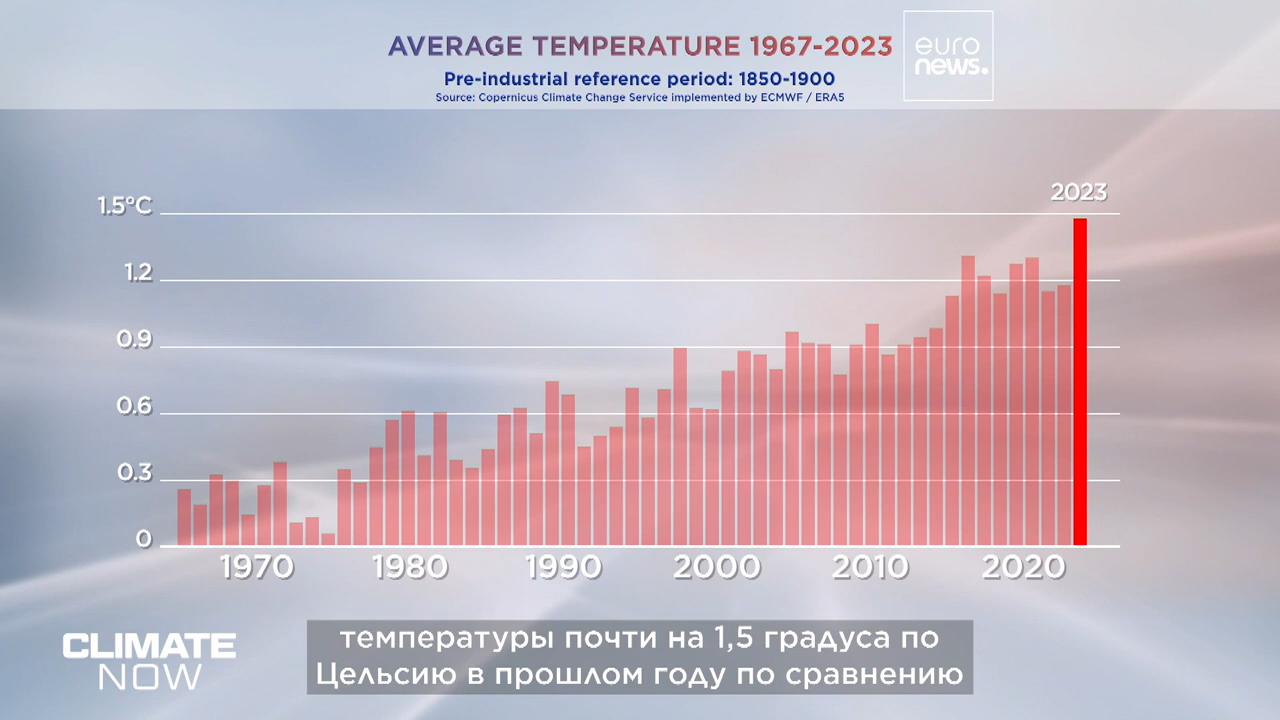 AVERAGE TEMPERATURE 1967-2023
Pre-industrial reference period: 1850-1900
Source: Copernicus Climate Change Service implemented by ECMWF / ERA5
euro
news.
2023
1.5°C
1.2
0.9
0.6
0.3
0
1970 1980 1990 2000 2010 2020
CLIMATE
NOW
температуры почти на 1,5 градуса по
Цельсию в прошлом году по сравнению